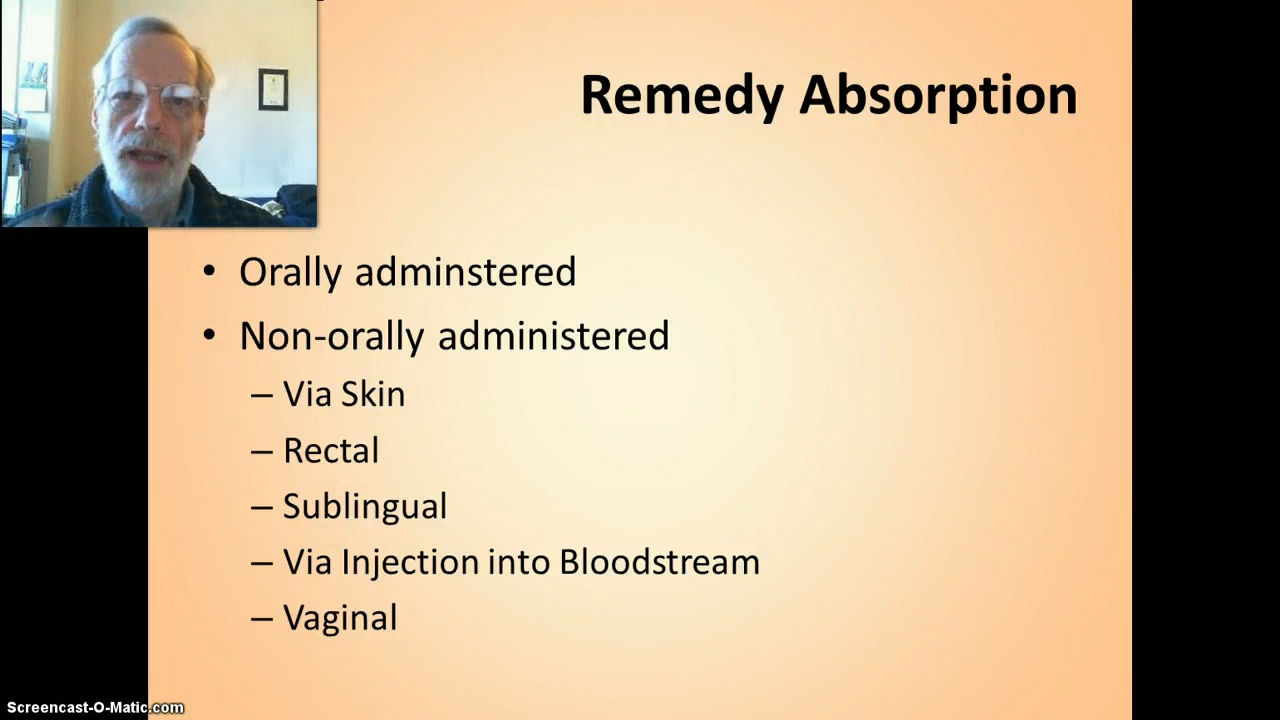 Remedy Absorption
• Orally adminstered
• Non-orally administered
– Via Skin
– Rectal
– Sublingual
– Via Injection into Bloodstream
– Vaginal
Screencast-O-Matic.com